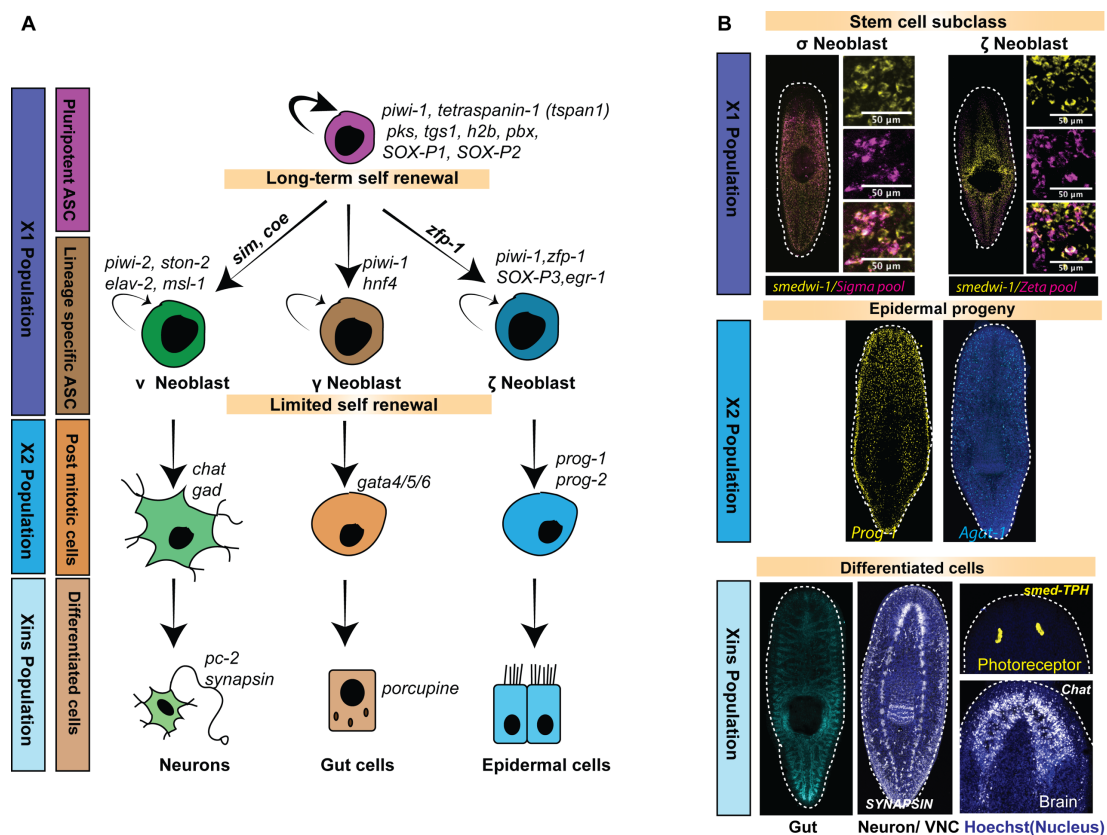 A
X1 Population
X2 Population
Xins Population
Pluripotent ASC
Lineage specific ASC
Post mitotic cells
Differentiated cells
piwi-1, tetraspanin-1 (tspan1)
pks, tgs1, h2b, pbx,
SOX-P1, SOX-P2
Long-term self renewal
sim, coe
zfp-1
piwi-2, ston-2
elav-2, msl-1
piwi-1
hnf4
piwi-1,zfp-1
SOX-P3,egr-1
ν Neoblast
γ Neoblast
ζ Neoblast
Limited self renewal
chat
gad
gata4/5/6
prog-1
prog-2
pc-2
synapsin
porcupine
Neurons
Gut cells
Epidermal cells
B
Stem cell subclass
σ Neoblast
ζ Neoblast
X1 Population
50 µm
50 µm
50 µm
50 µm
50 µm
50 µm
smedwi-1/Sigma pool
smedwi-1/Zeta pool
Epidermal progeny
X2 Population
Prog-1
Agat-1
Differentiated cells
Xins Population
smed-TPH
Photoreceptor
Chat
SYNAPSIN
Brain
Gut
Neuron/ VNC
Hoechst(Nucleus)